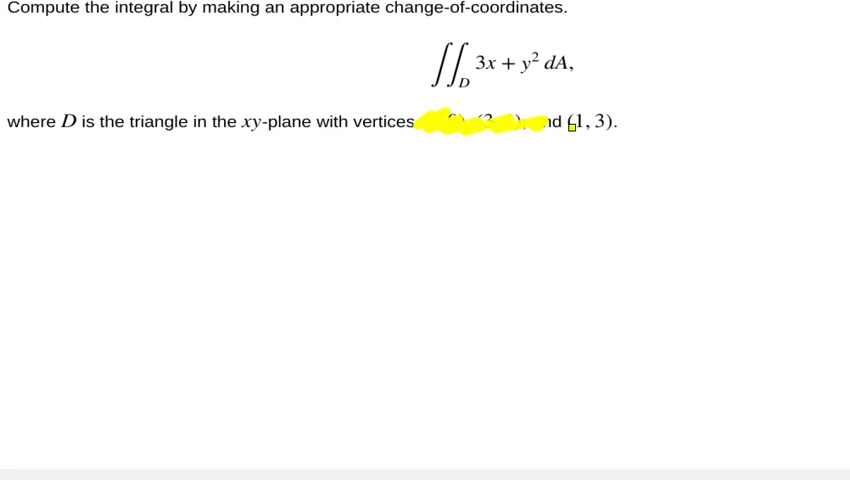 Compute the integral by making an appropriate change-of-coordinates.
∬_D 3x + y² dA,
where D is the triangle in the xy-plane with vertices (1, 3).